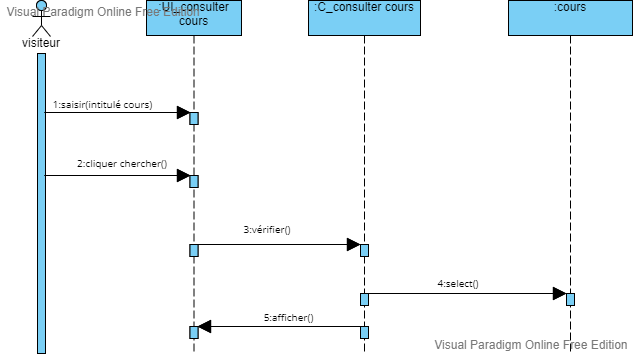 Visual Paradigm Online Free Edition
:UI_consulter
cours
:C_consulter cours
:cours
visiteur
1:saisir(intitulé cours)
2:cliquer chercher()
3:vérifier()
4:select()
5:afficher()
Visual Paradigm Online Free Edition